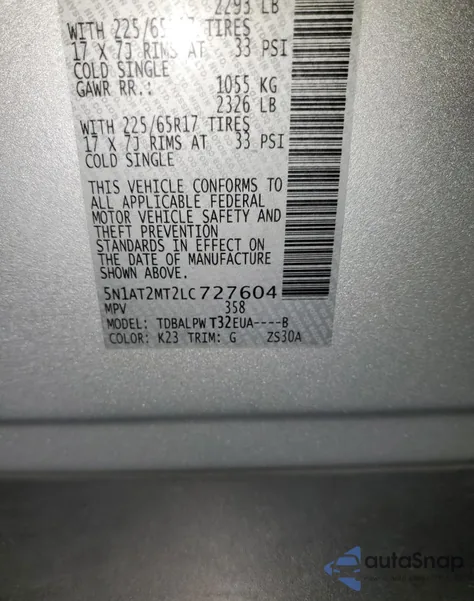 2293 LB
WITH 225/65R17 TIRES
17 X 7J RIMS AT 33 PSI
COLD SINGLE
GAWR RR.: 1055 KG
2326 LB
WITH 225/65R17 TIRES
17 X 7J RIMS AT 33 PSI
COLD SINGLE
THIS VEHICLE CONFORMS TO
ALL APPLICABLE FEDERAL
MOTOR VEHICLE SAFETY AND
THEFT PREVENTION
STANDARDS IN EFFECT ON
THE DATE OF MANUFACTURE
SHOWN ABOVE.
5N1AT2MT2LC727604
MPV 358
MODEL: TDBALPW T32EUA----B
COLOR: K23 TRIM: G ZS30A
autoSnap